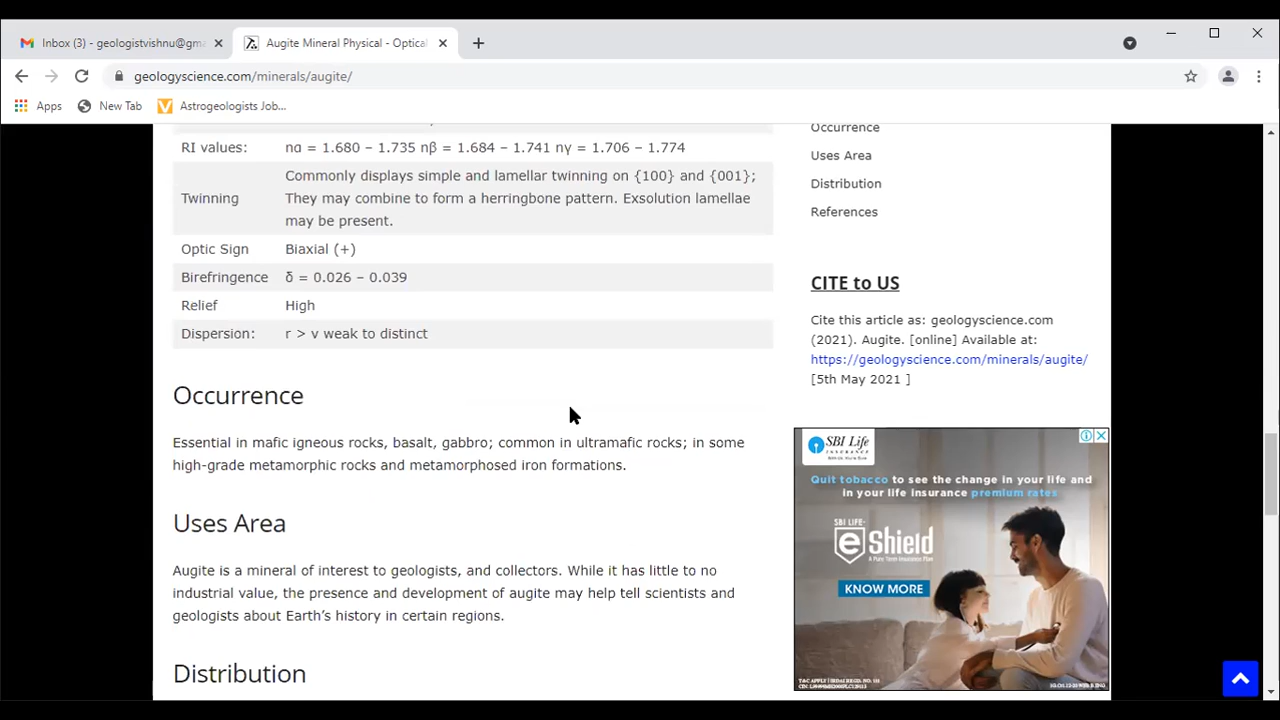 Inbox (3) - geologistvishnu@gma
Augite Mineral Physical - Optical
geologyscience.com/minerals/augite/
Apps
New Tab
Astrogeologists Job...
RI values: nα = 1.680 – 1.735 nβ = 1.684 – 1.741 nγ = 1.706 – 1.774
Twinning
Commonly displays simple and lamellar twinning on {100} and {001};
They may combine to form a herringbone pattern. Exsolution lamellae
may be present.
Optic Sign Biaxial (+)
Birefringence δ = 0.026 – 0.039
Relief High
Dispersion: r > v weak to distinct
Occurrence
Essential in mafic igneous rocks, basalt, gabbro; common in ultramafic rocks; in some
high-grade metamorphic rocks and metamorphosed iron formations.
Uses Area
Augite is a mineral of interest to geologists, and collectors. While it has little to no
industrial value, the presence and development of augite may help tell scientists and
geologists about Earth’s history in certain regions.
Distribution
Occurrence
Uses Area
Distribution
References
CITE to US
Cite this article as: geologyscience.com
(2021). Augite. [online] Available at:
https://geologyscience.com/minerals/augite/
[5th May 2021 ]
SBI Life
INSURANCE
Quit tobacco to see the change in your life and
in your life insurance premium rates
SBI LIFE-
eShield
KNOW MORE